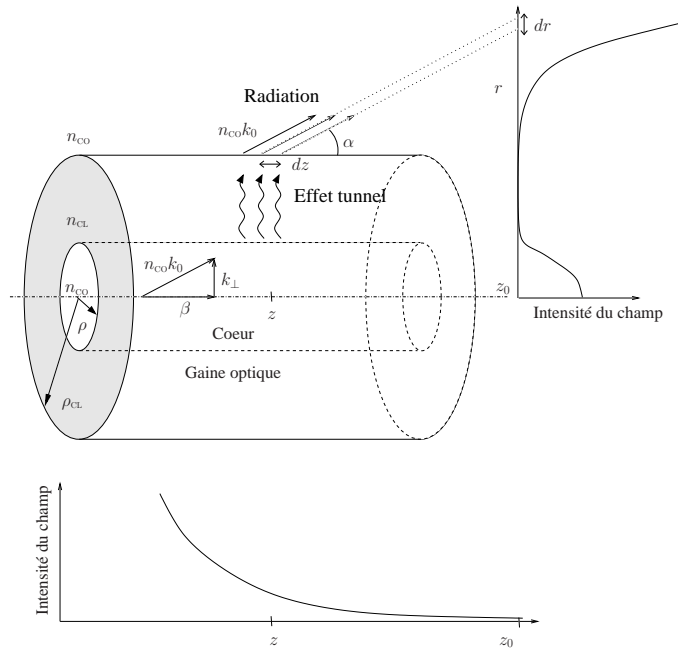 dr
Radiation
r
n_CO
n_CO k_0
α
dz
Effet tunnel
n_CL
n_CO k_0
k_⊥
n_CO
β
z
z_0
ρ
Intensité du champ
Coeur
Gaine optique
ρ_CL
Intensité du champ
z
z_0